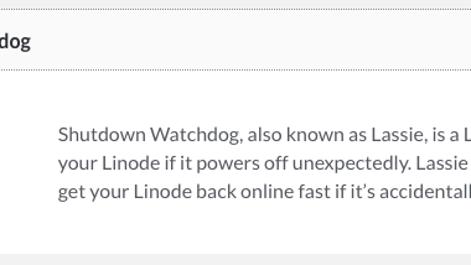 dog
Shutdown Watchdog, also known as Lassie, is a
your Linode if it powers off unexpectedly. Lassie
get your Linode back online fast if it's